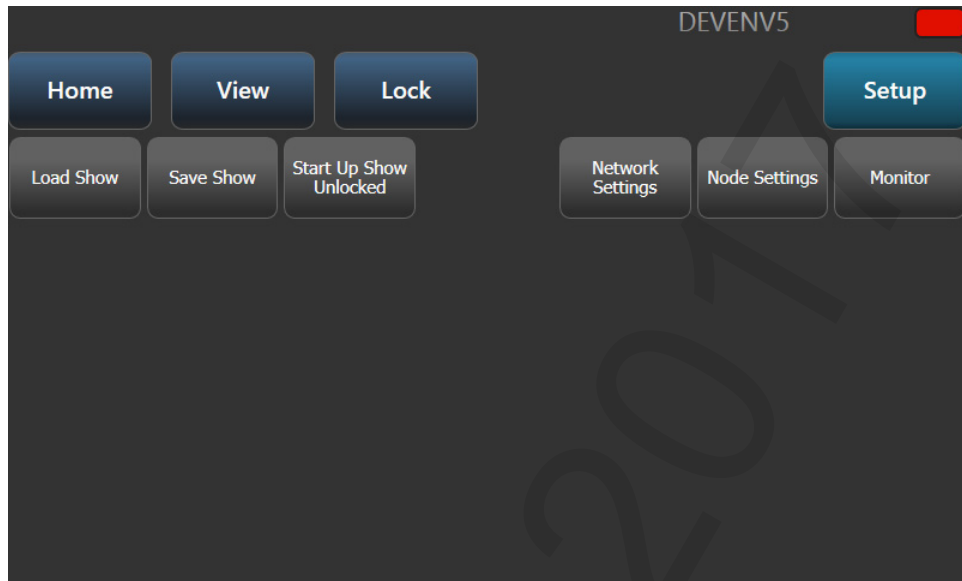 DEVENV5
Home View Lock Setup
Load Show Save Show Start Up Show Unlocked Network Settings Node Settings Monitor
2017